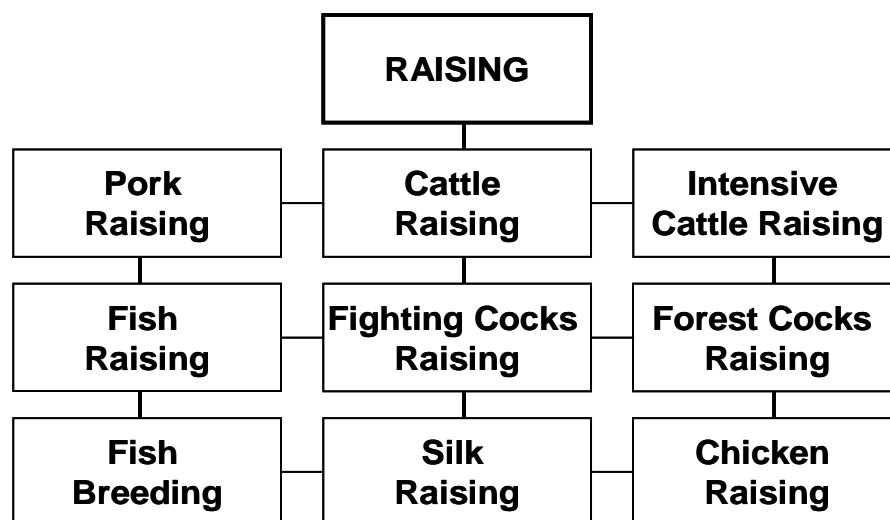 RAISING
Pork
Raising
Cattle
Raising
Intensive
Cattle Raising
Fish
Raising
Fighting Cocks
Raising
Forest Cocks
Raising
Fish
Breeding
Silk
Raising
Chicken
Raising